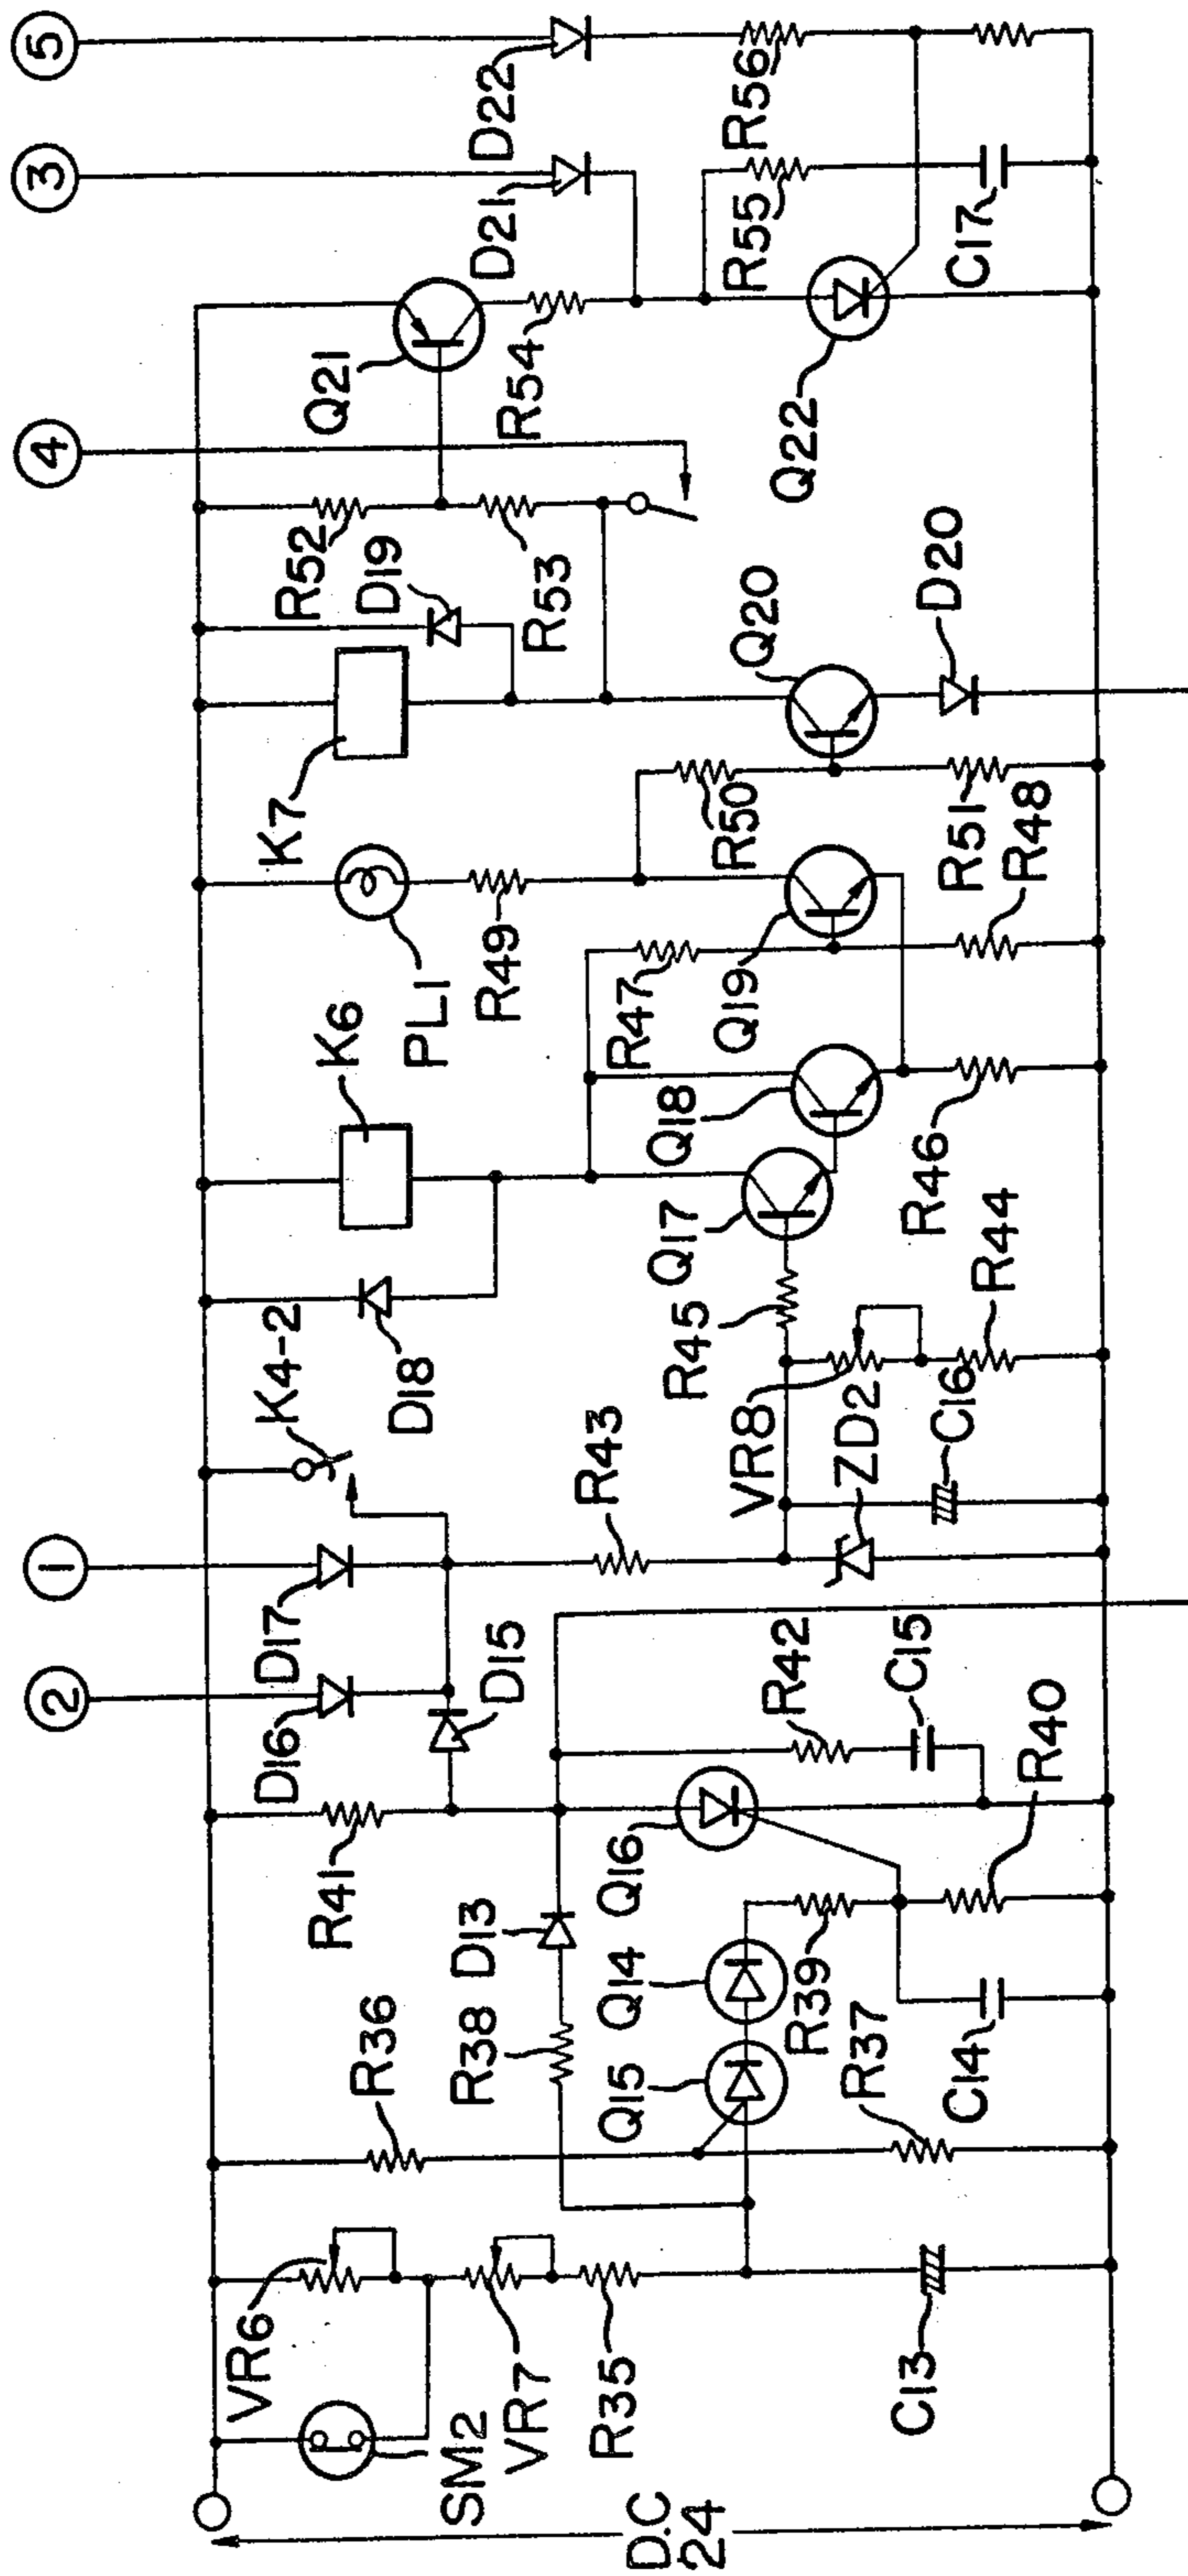 5
3
D22
D21
R56
R55
C17
Q21
R54
Q22
4
R52
D19
R53
Q20
D20
K7
R50
R51
R48
PL1
R49
R47
Q19
K6
Q18
R46
Q17
R44
R45
K4-2
D18
VR8
ZD2
C16
R43
1
D17
2
D16
D15
R42
C15
R41
Q16
R40
D13
Q14
R39
R36
R38
Q15
R37
C14
VR6
VR7
R35
C13
SM2
D.C
24